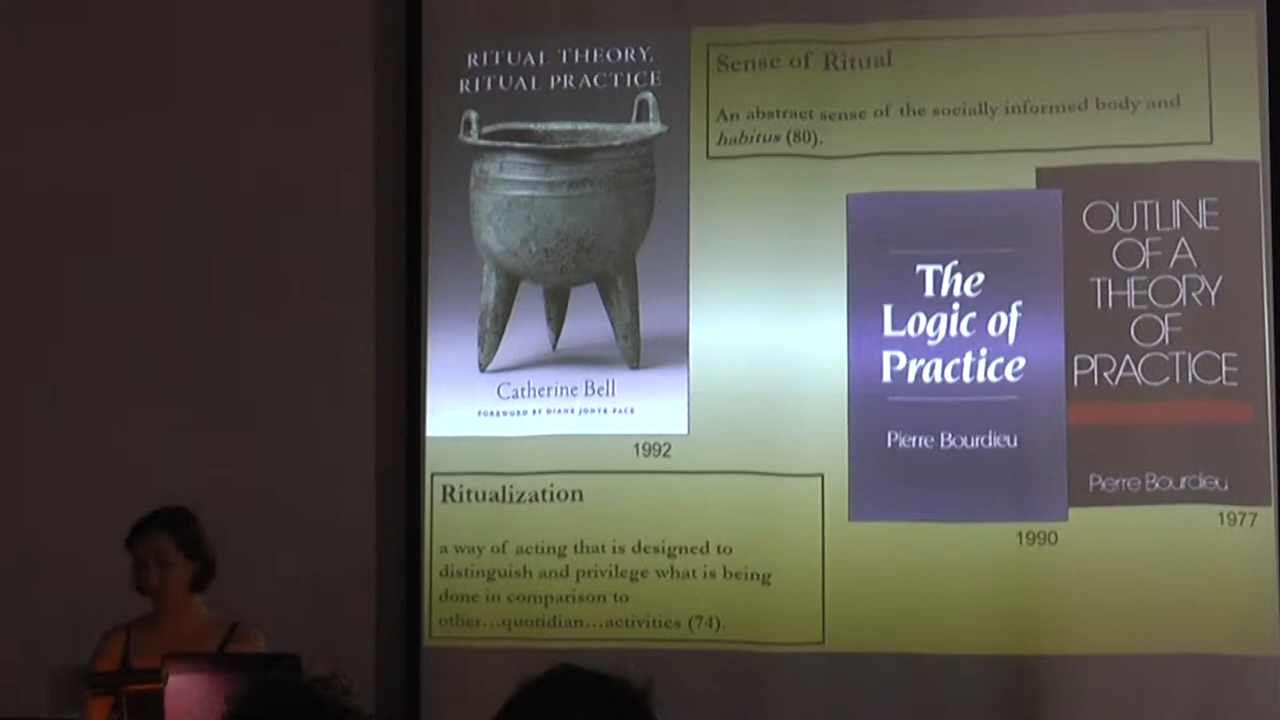 RITUAL THEORY,
RITUAL PRACTICE
Catherine Bell
FOREWORD BY DIANE JONTE-PACE
1992
Sense of Ritual
An abstract sense of the socially informed body and
habitus (80).
The
Logic of
Practice
Pierre Bourdieu
1990
OUTLINE
OF A
THEORY
OF
PRACTICE
Pierre Bourdieu
1977
Ritualization
a way of acting that is designed to
distinguish and privilege what is being
done in comparison to
other...quotidian...activities (74).